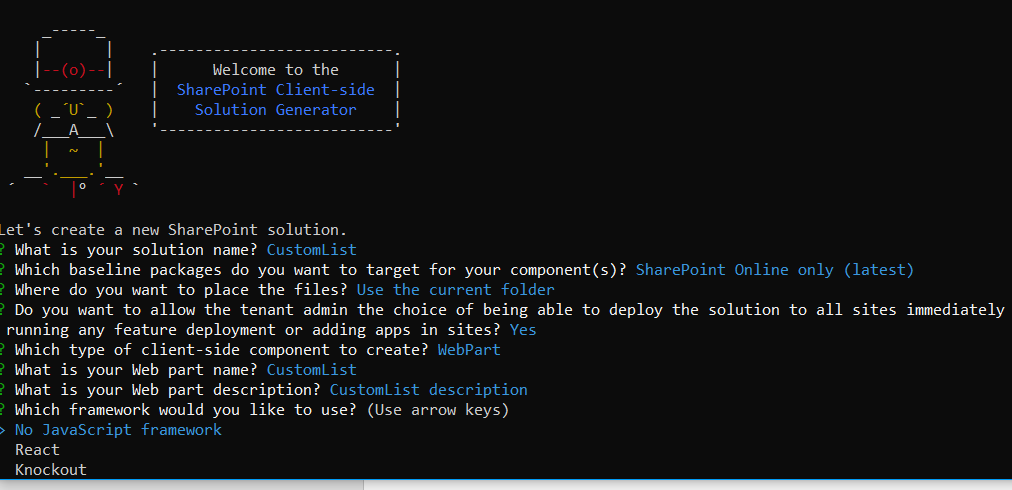 Welcome to the
SharePoint Client-side
Solution Generator
Let's create a new SharePoint solution.
? What is your solution name? CustomList
? Which baseline packages do you want to target for your component(s)? SharePoint Online only (latest)
? Where do you want to place the files? Use the current folder
? Do you want to allow the tenant admin the choice of being able to deploy the solution to all sites immediately
running any feature deployment or adding apps in sites? Yes
? Which type of client-side component to create? WebPart
? What is your Web part name? CustomList
? What is your Web part description? CustomList description
? Which framework would you like to use? (Use arrow keys)
> No JavaScript framework
React
Knockout